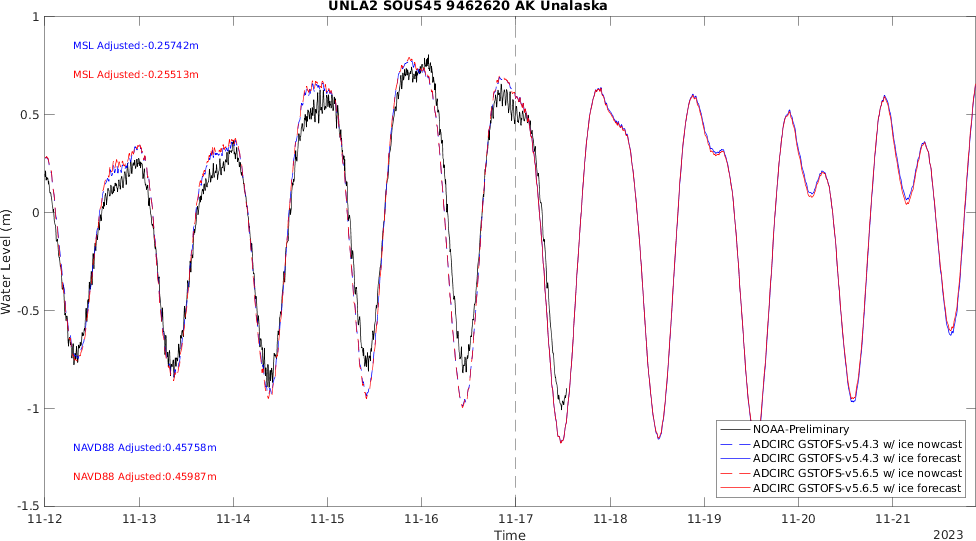 UNLA2 SOUS45 9462620 AK Unalaska
1
MSL Adjusted:-0.25742m
MSL Adjusted:-0.25513m
0.5
0
Water Level (m)
-0.5
-1
NAVD88 Adjusted:0.45758m
NAVD88 Adjusted:0.45987m
-1.5
NOAA-Preliminary
ADCIRC GSTOFS-v5.4.3 w/ ice nowcast
ADCIRC GSTOFS-v5.4.3 w/ ice forecast
ADCIRC GSTOFS-v5.6.5 w/ ice nowcast
ADCIRC GSTOFS-v5.6.5 w/ ice forecast
11-12 11-13 11-14 11-15 11-16 11-17 11-18 11-19 11-20 11-21
Time
2023